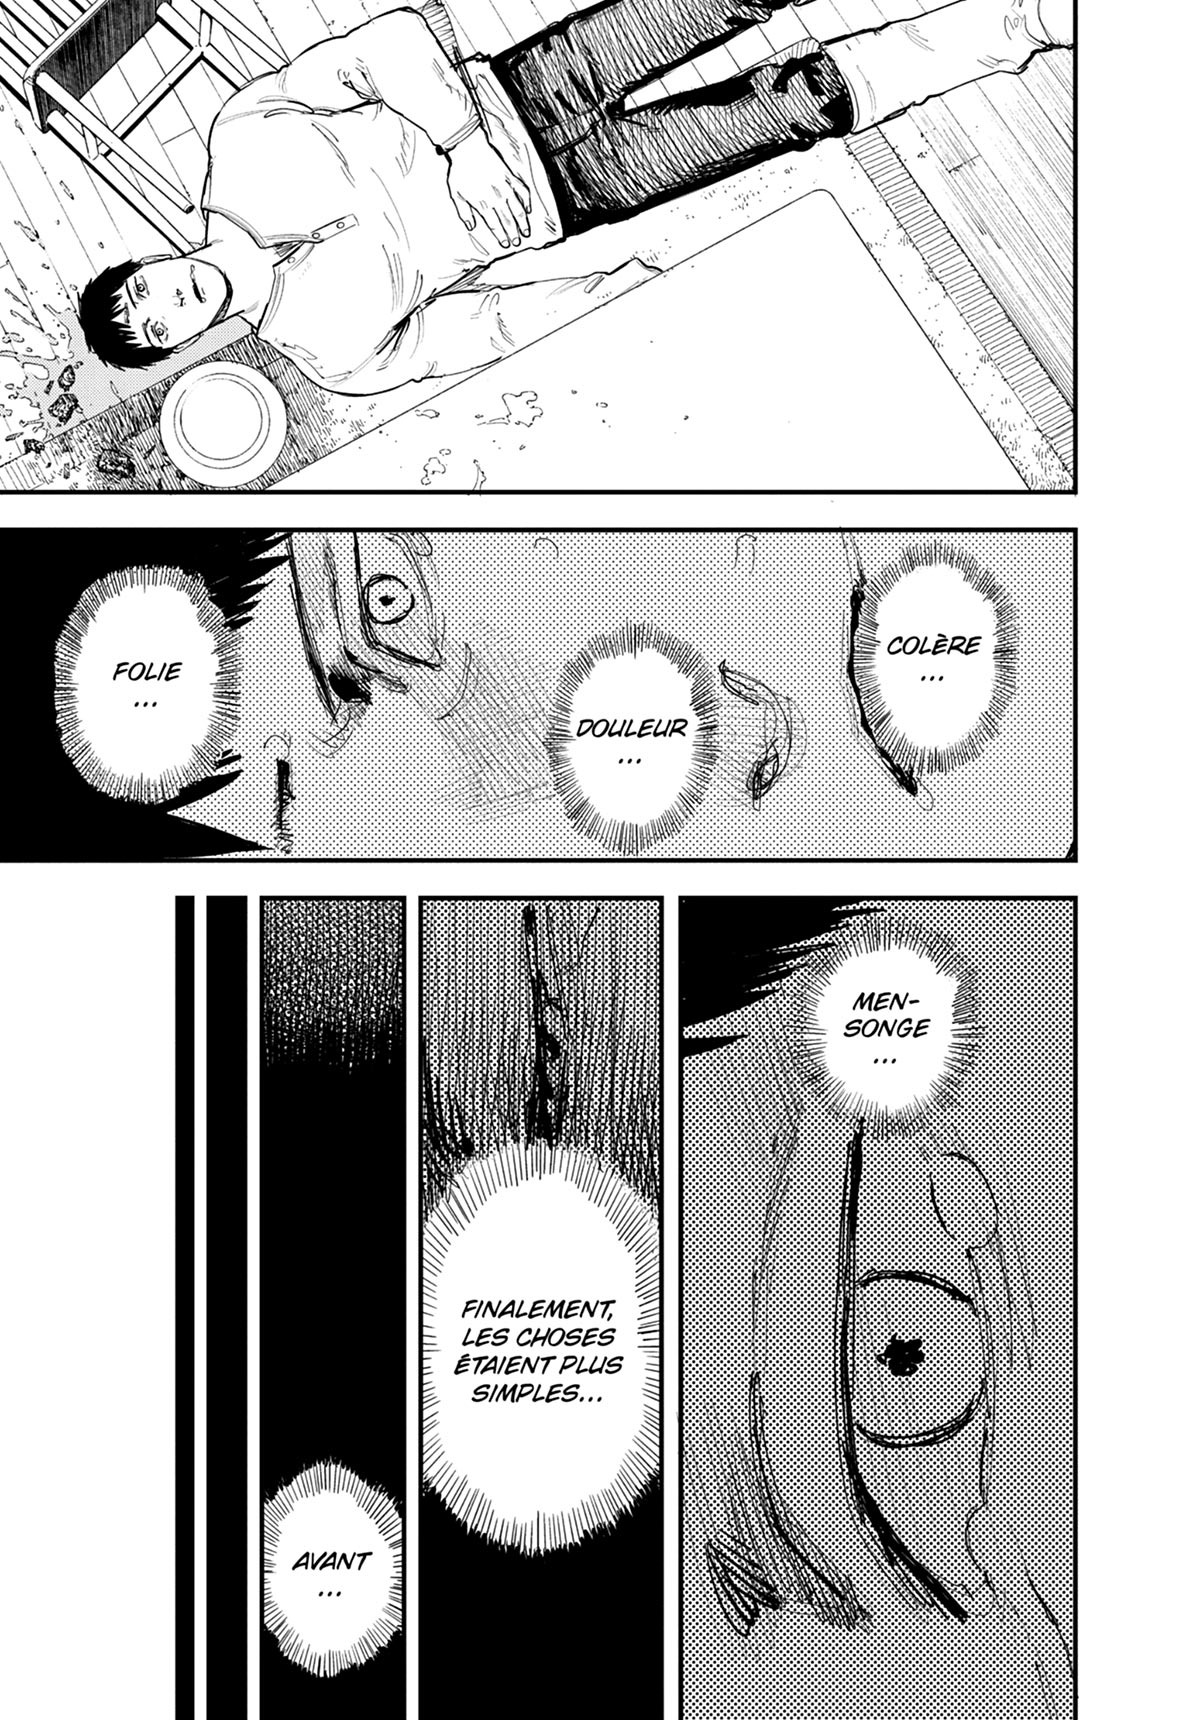 COLÈRE
...
DOULEUR
...
FOLIE
...
MEN-
SONGE
...
FINALEMENT,
LES CHOSES
ÉTAIENT PLUS
SIMPLES...
AVANT
...